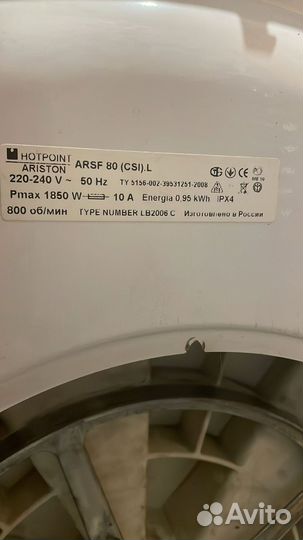 HOTPOINT
ARISTON
ARSF 80 (CSI).L
220-240 V ~ 50 Hz
ТУ 5156-002-39531251-2008
Pmax 1850 W 10 A Energia 0,95 kWh IPX4
800 об/мин TYPE NUMBER LB2006 C Изготовлено в России
Avito